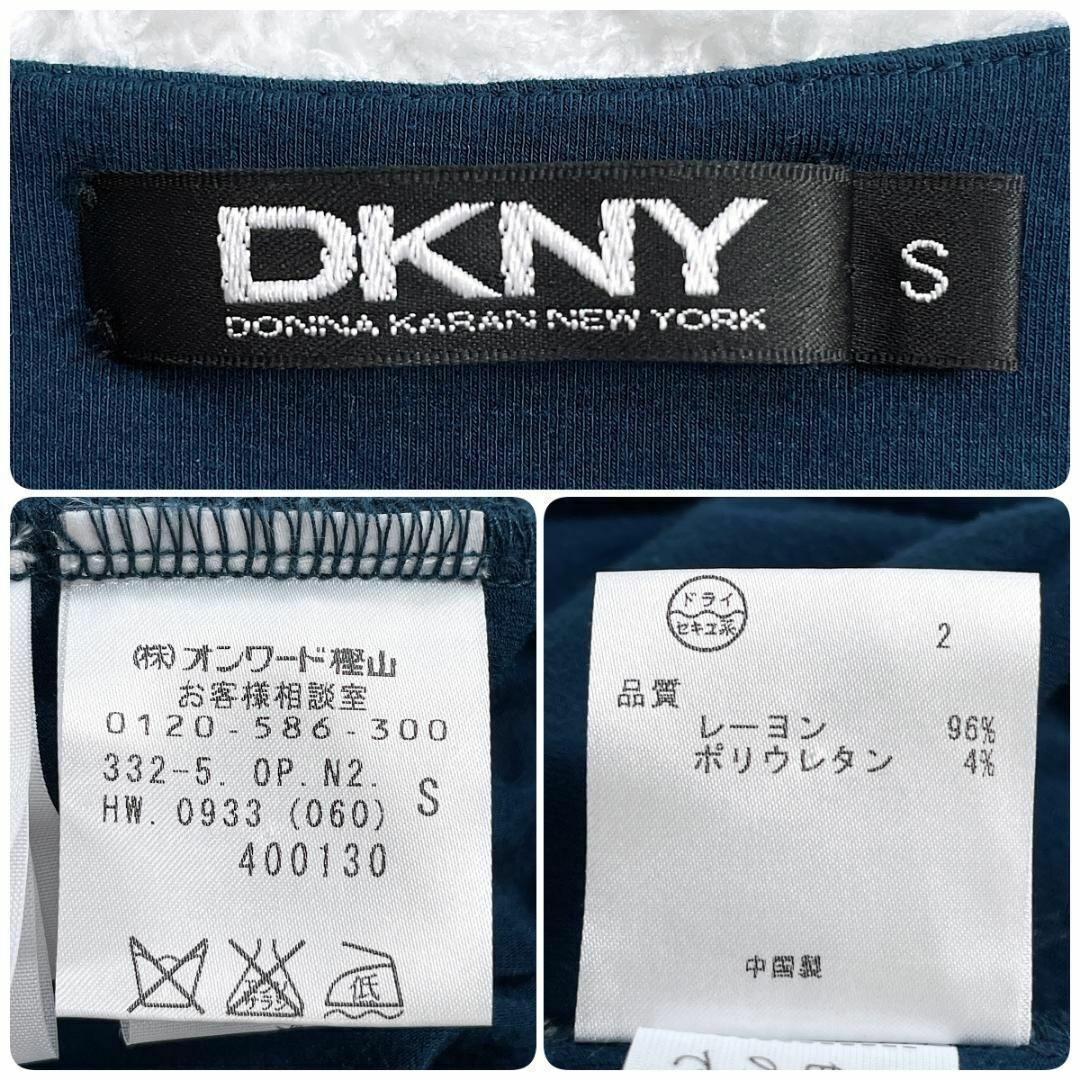 DKNY
DONNA KARAN NEW YORK
S
(株)オンワード樫山
お客様相談室
0120-586-300
332-5. OP. N2.
HW. 0933 (060) S
400130
低
ドライ
セキユ系
2
品質
レーヨン 96%
ポリウレタン 4%
中国製